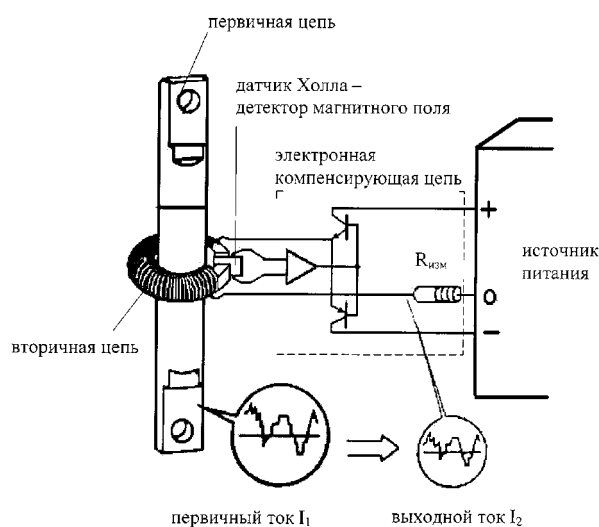 первичная цепь
датчик Холла –
детектор магнитного поля
электронная
компенсирующая цепь
+
Rизм
источник
питания
o
−
вторичная цепь
первичный ток I₁
выходной ток I₂